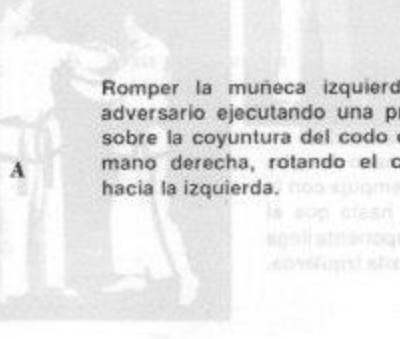 Romper la muñeca izquierd
adversario ejecutando una pr
sobre la coyuntura del codo
mano derecha, rotando el c
hacia la izquierda.
A